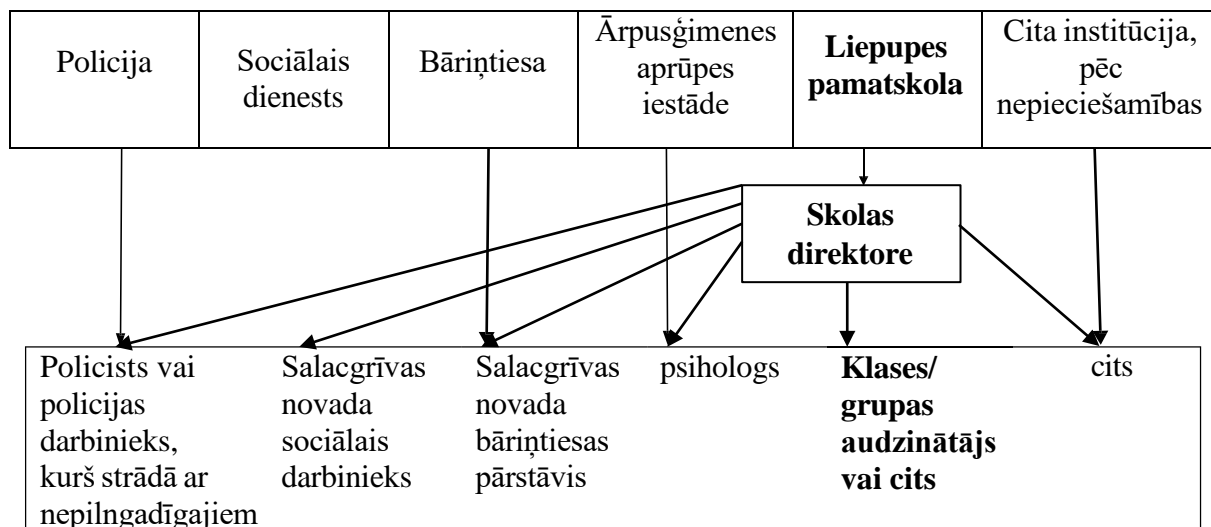 Policija
Sociālais
dienests
Bāriņtiesa
Ārpusģimenes
aprūpes
iestāde
Liepupes
pamatskola
Cita institūcija,
pēc
nepieciešamības
Skolas
direktore
Policists vai
policijas
darbinieks,
kurš strādā ar
nepilngadīgajiem
Salacgrīvas
novada
sociālais
darbinieks
Salacgrīvas
novada
bāriņtiesas
pārstāvis
psihologs
Klases/
grupas
audzinātājs
vai cits
cits